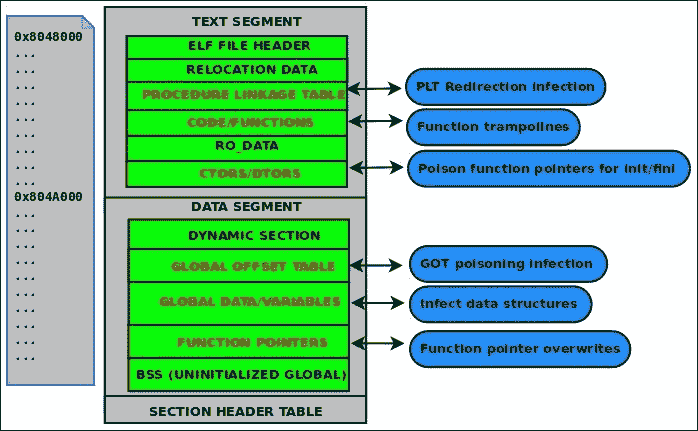 0x8048000
...
...
...
...
...
...
...
...
0x804A000
...
...
...
...
...
...
...
...
...
TEXT SEGMENT
ELF FILE HEADER
RELOCATION DATA
PROCEDURE LINKAGE TABLE
CODE/FUNCTIONS
RO_DATA
CTORS/DTORS
DATA SEGMENT
DYNAMIC SECTION
GLOBAL OFFSET TABLE
GLOBAL DATA/VARIABLES
FUNCTION POINTERS
BSS (UNINITIALIZED GLOBAL)
SECTION HEADER TABLE
PLT Redirection infection
Function trampolines
Poison function pointers for init/fini
GOT poisoning infection
Infect data structures
Function pointer overwrites